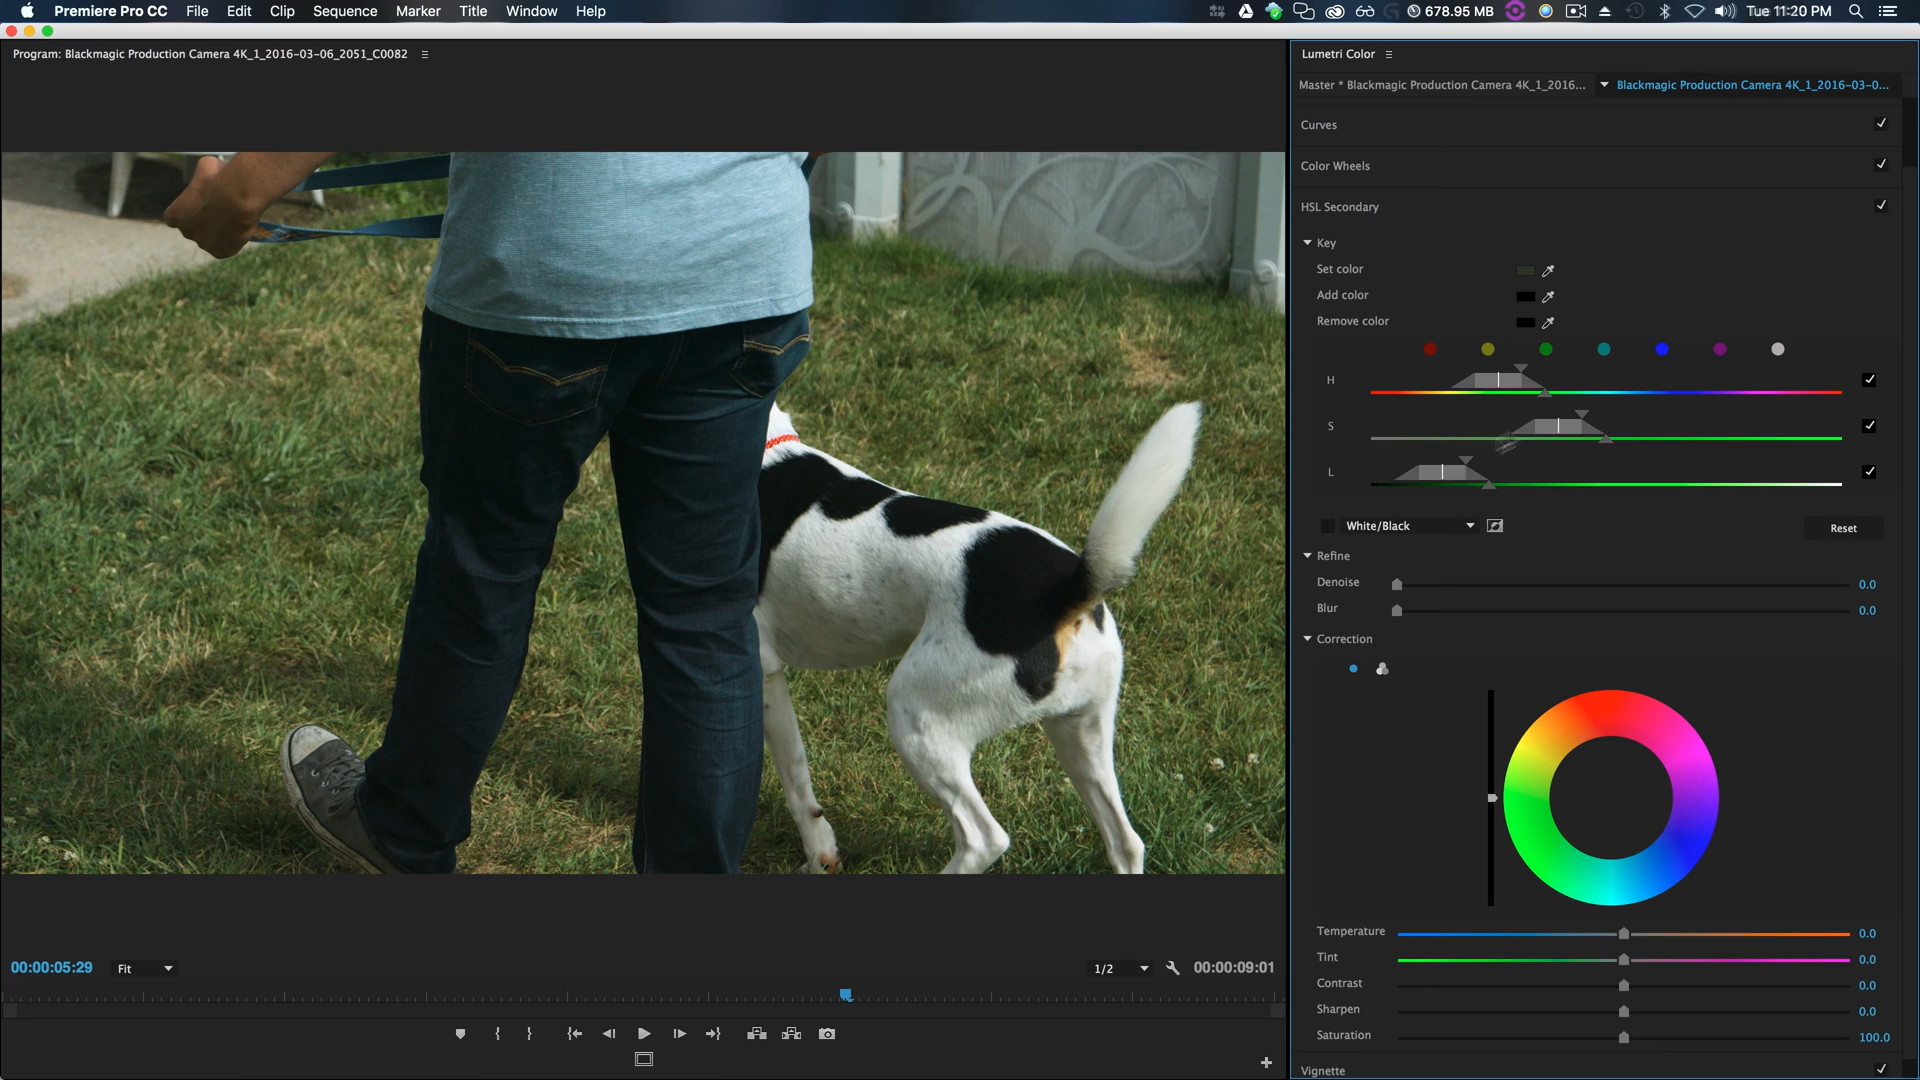 Premiere Pro CC File Edit Clip Sequence Marker Title Window Help 678.95 MB Tue 11:20 PM
Program: Blackmagic Production Camera 4K_1_2016-03-06_2051_C0082
Lumetri Color
Master * Blackmagic Production Camera 4K_1_2016... Blackmagic Production Camera 4K_1_2016-03-0...
Curves
Color Wheels
HSL Secondary
Key
Set color
Add color
Remove color
H
S
L
White/Black
Reset
Refine
Denoise 0.0
Blur 0.0
Correction
Temperature 0.0
Tint 0.0
Contrast 0.0
Sharpen 0.0
Saturation 100.0
Vignette
00:00:05:29 Fit 1/2 00:00:09:01